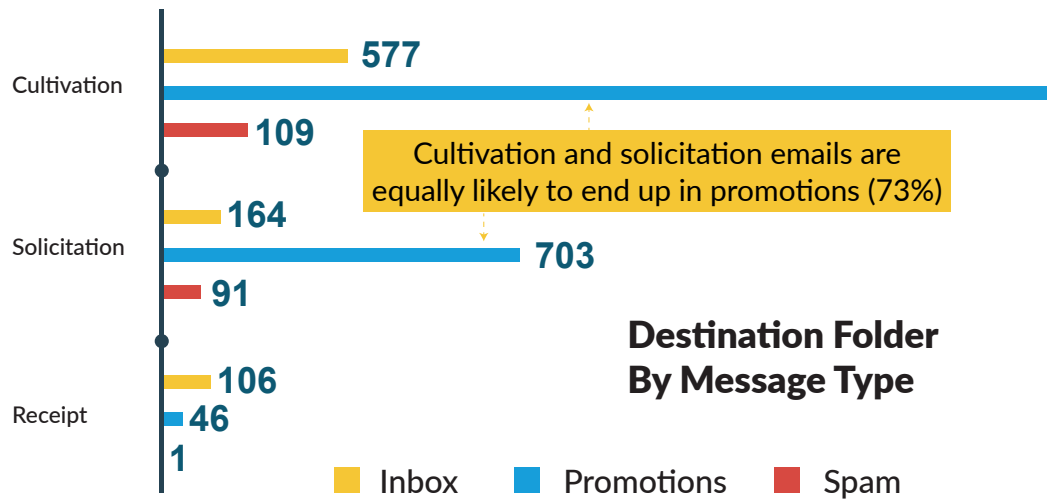 577
Cultivation
109
Cultivation and solicitation emails are
equally likely to end up in promotions (73%)
164
Solicitation
703
91
Destination Folder
By Message Type
106
Receipt
46
1
Inbox Promotions Spam